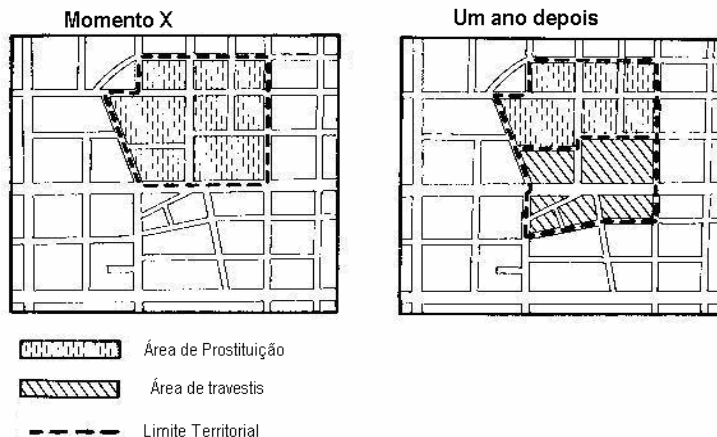 Momento X
Um ano depois
Área de Prostituição
Área de travestis
Limite Territorial